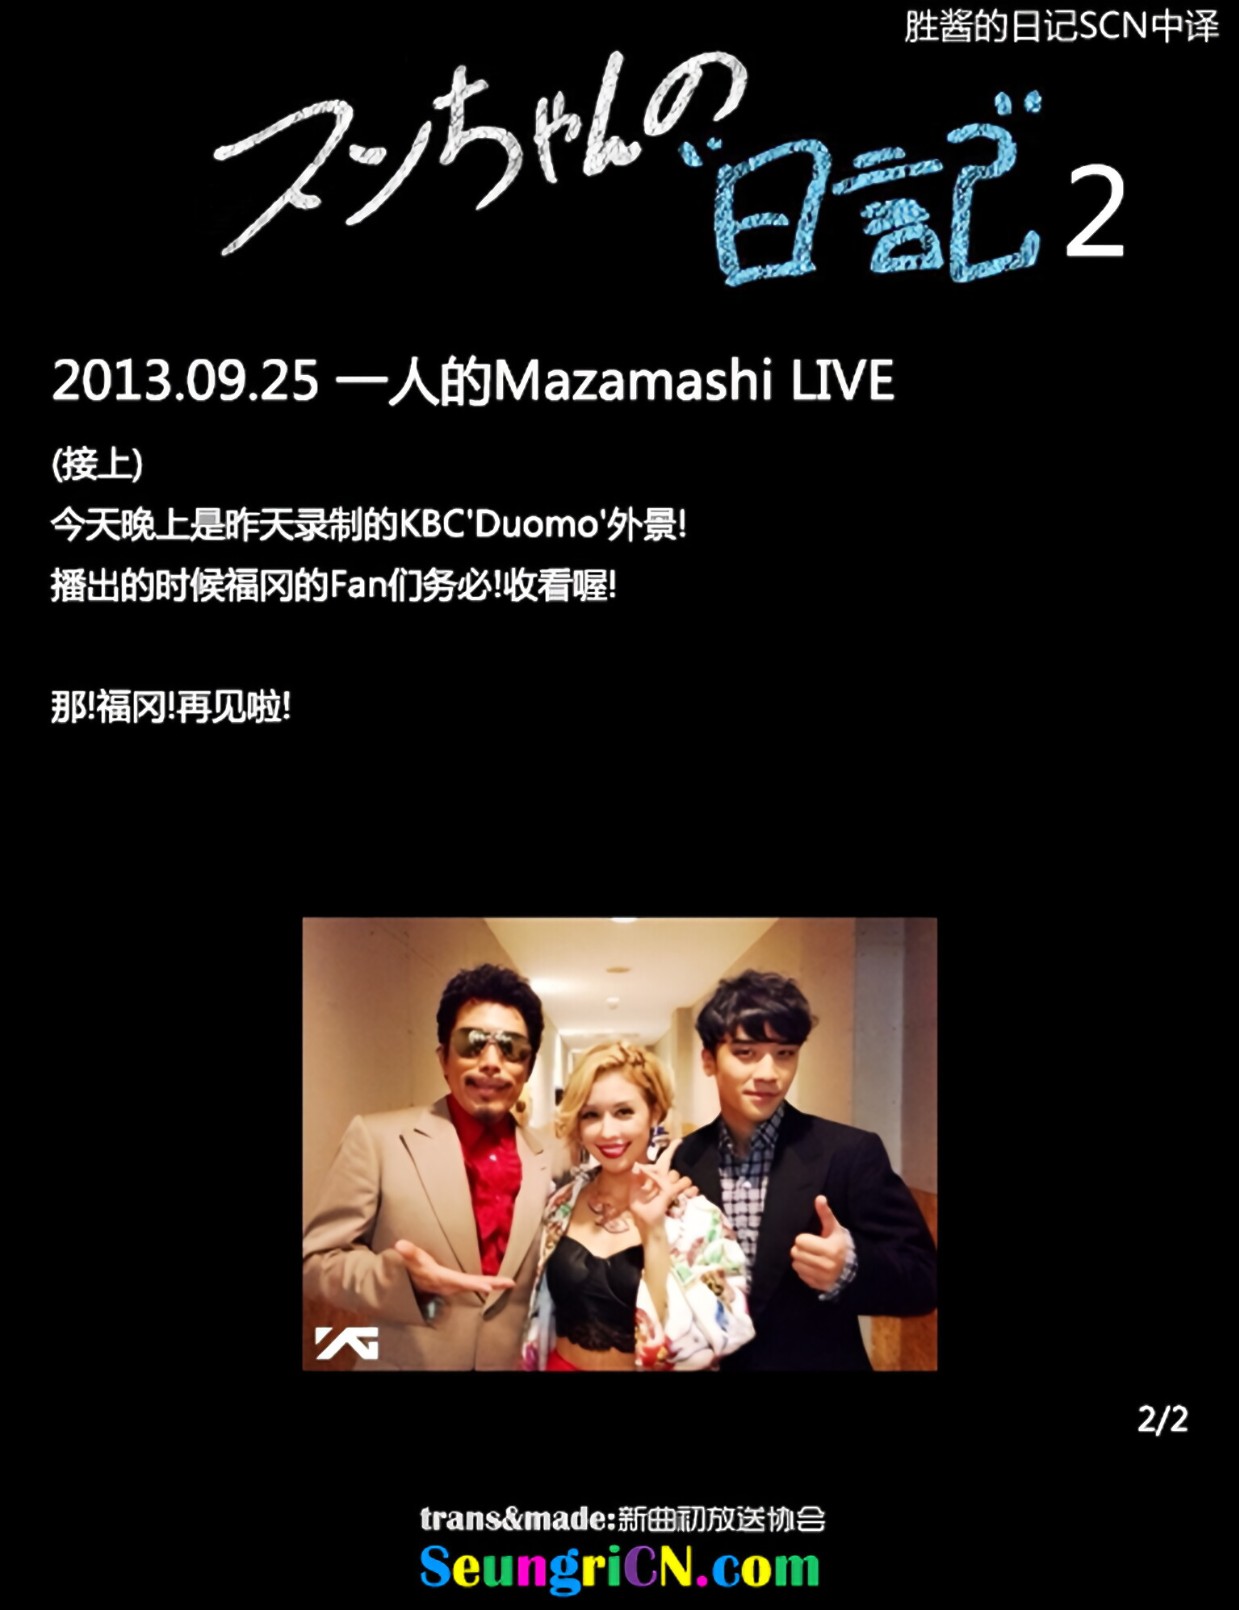 胜酱的日记SCN中译
スンちゃんの
"日記"2
2013.09.25 一人的Mazamashi LIVE
(接上)
今天晚上是昨天录制的KBC'Duomo'外景!
播出的时候福冈的Fan们务必!收看喔!
那!福冈!再见啦!
YG
2/2
trans&made:新曲初放送协会
SeungriCN.com